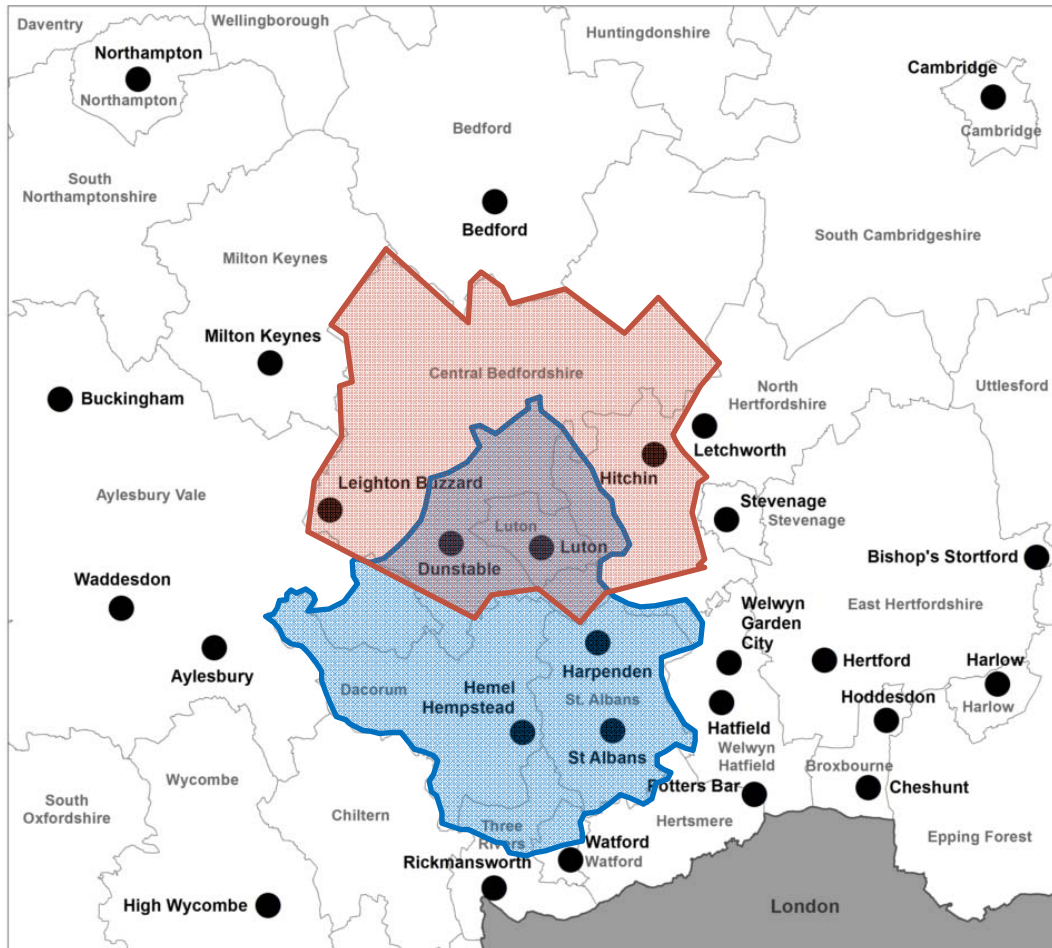 Daventry
Wellingborough
Northampton
Northampton
Huntingdonshire
Cambridge
Cambridge
Bedford
South
Northamptonshire
Bedford
South Cambridgeshire
Milton Keynes
Milton Keynes
Central Bedfordshire
North
Hertfordshire
Uttlesford
Buckingham
Letchworth
Hitchin
Leighton Buzzard
Aylesbury Vale
Stevenage
Stevenage
Luton
Luton
Dunstable
Bishop's Stortford
Waddesdon
Welwyn
Garden
City
East Hertfordshire
Aylesbury
Harpenden
Hertford
Harlow
Harlow
Dacorum
Hemel
Hempstead
St. Albans
Hoddesdon
Hatfield
St Albans
Welwyn
Hatfield
Wycombe
Broxbourne
Potters Bar
Cheshunt
South
Oxfordshire
Chiltern
Three
Rivers
Hertsmere
Watford
Watford
Epping Forest
Rickmansworth
High Wycombe
London